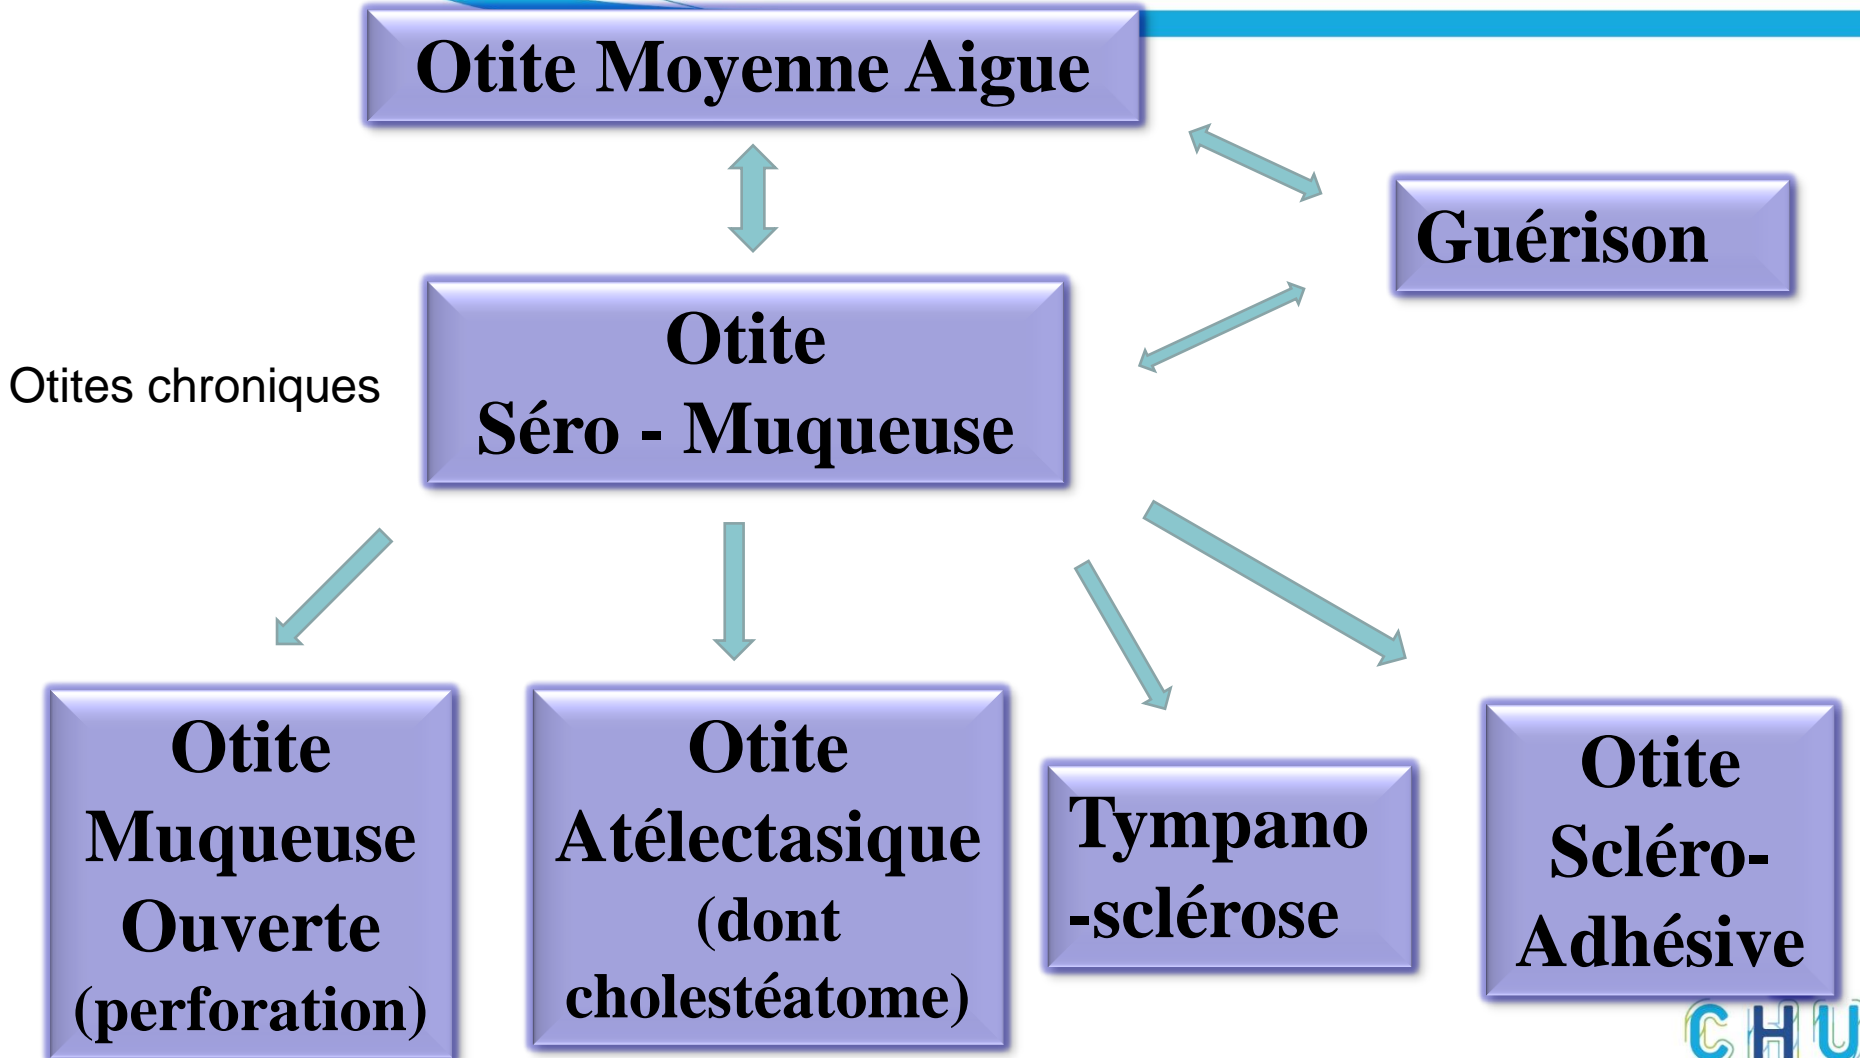 Otite Moyenne Aigue
Guérison
Otite
Séro - Muqueuse
Otites chroniques
Otite
Muqueuse
Ouverte
(perforation)
Otite
Atélectasique
(dont
cholestéatome)
Tympano
-sclérose
Otite
Scléro-
Adhésive
CHU